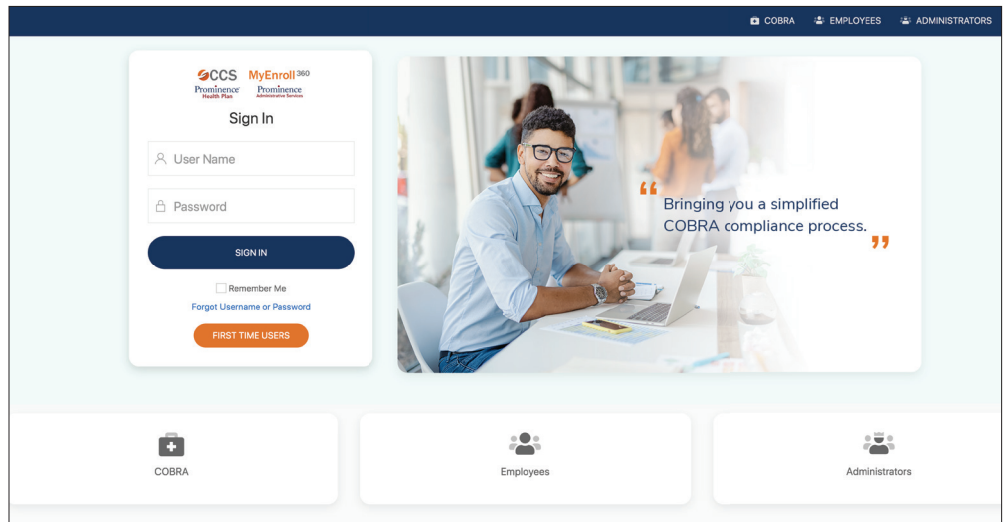 COBRA EMPLOYEES ADMINISTRATORS
CCS MyEnroll360
Prominence Prominence
Health Plan Administrative Services
Sign In
User Name
Password
SIGN IN
Remember Me
Forgot Username or Password
FIRST TIME USERS
“ Bringing you a simplified
COBRA compliance process. ”
COBRA
Employees
Administrators